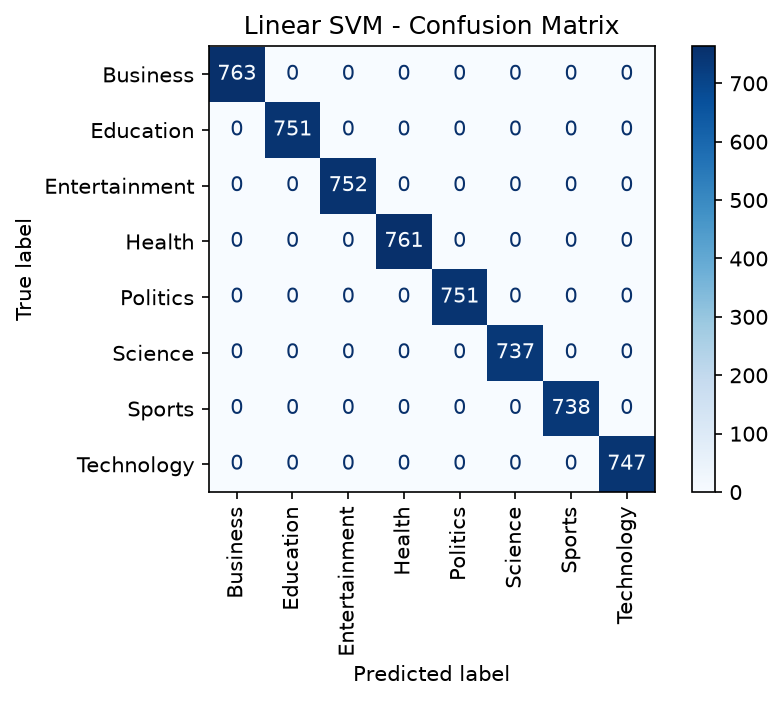 Linear SVM - Confusion Matrix
Business 763 0 0 0 0 0 0 0
Education 0 751 0 0 0 0 0 0
Entertainment 0 0 752 0 0 0 0 0
Health 0 0 0 761 0 0 0 0
Politics 0 0 0 0 751 0 0 0
Science 0 0 0 0 0 737 0 0
Sports 0 0 0 0 0 0 738 0
Technology 0 0 0 0 0 0 0 747
True label
Business
Education
Entertainment
Health
Politics
Science
Sports
Technology
Predicted label
700
600
500
400
300
200
100
0